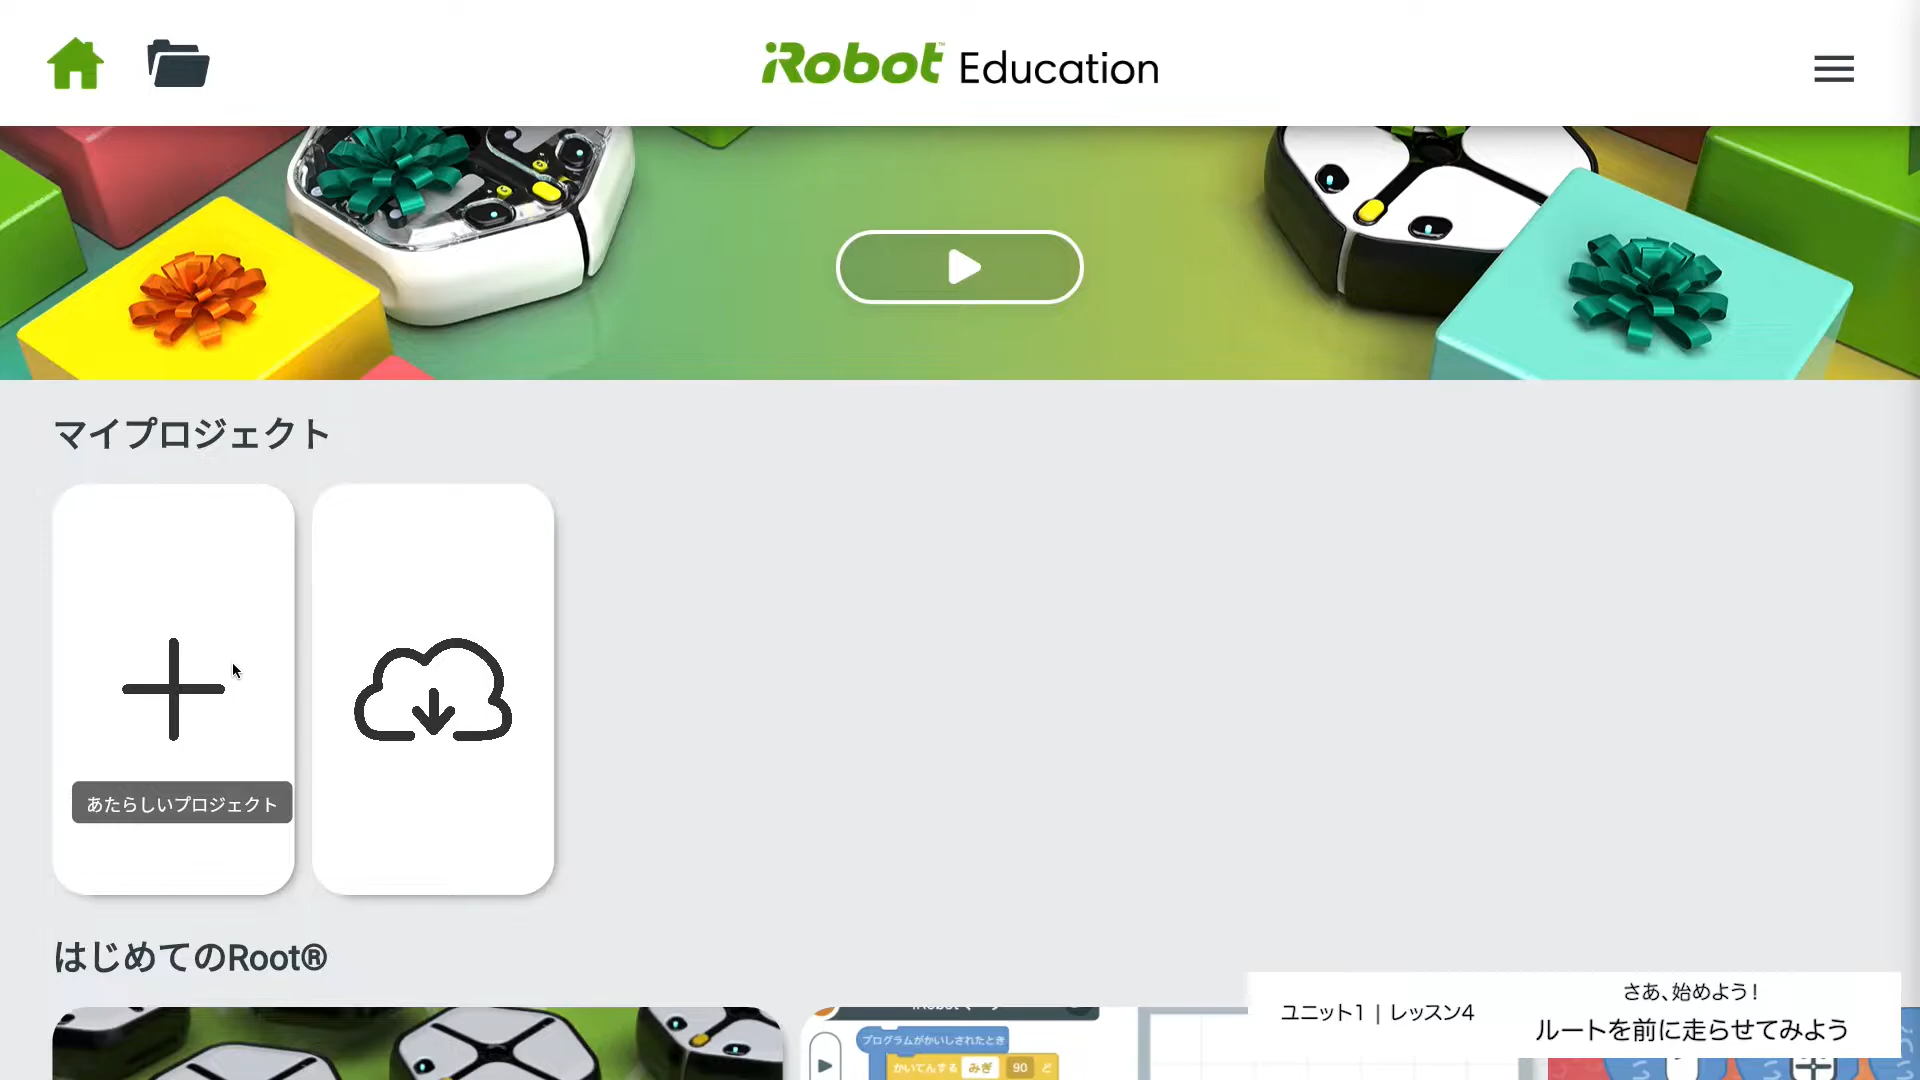 iRobot™ Education
マイプロジェクト
あたらしいプロジェクト
はじめてのRoot®
プログラムがかいしされたとき
かいてんする みぎ 90 ど
ユニット1 | レッスン4
さあ、始めよう!
ルートを前に走らせてみよう